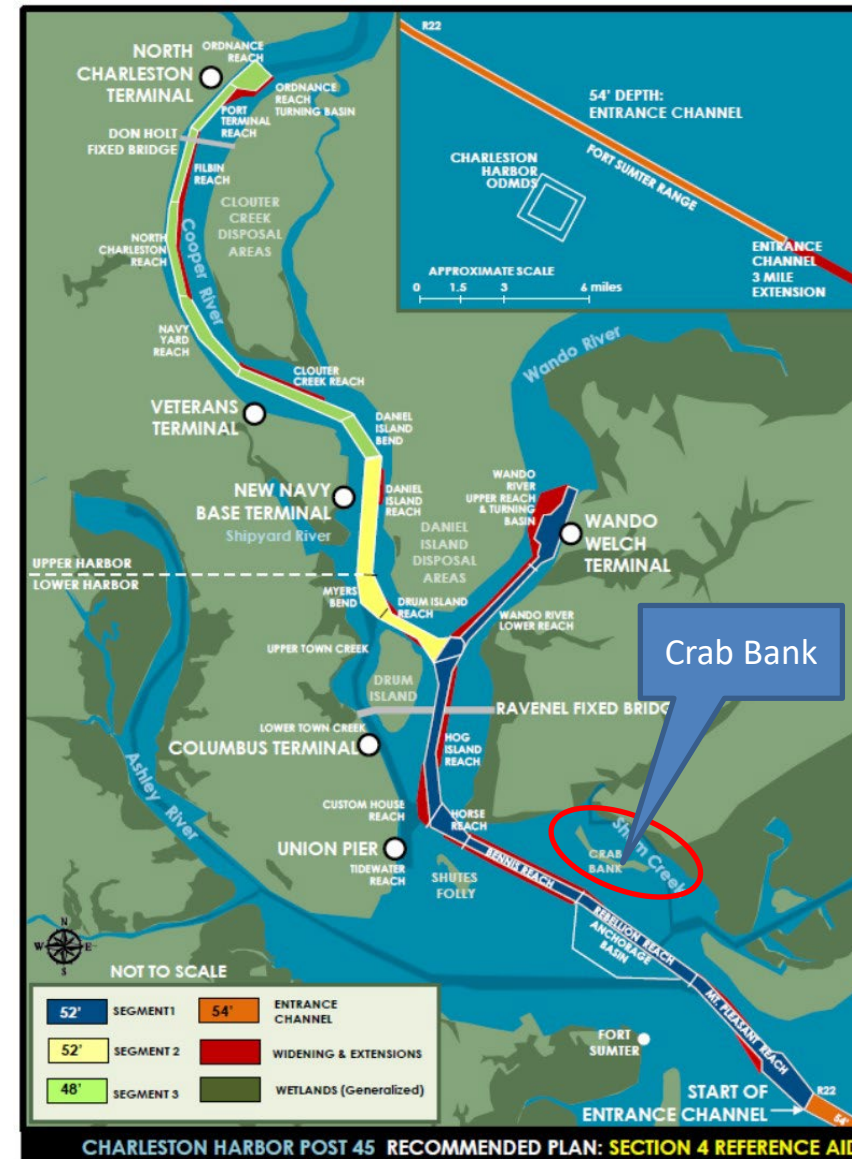 NORTH
CHARLESTON
TERMINAL
ORDNANCE
REACH
ORDNANCE
REACH
TURNING BASIN
PORT
TERMINAL
REACH
DON HOLT
FIXED BRIDGE
FILBIN
REACH
CLOUTER
CREEK
DISPOSAL
AREAS
NORTH
CHARLESTON
REACH
Cooper River
NAVY
YARD
REACH
CLOUTER
CREEK REACH
VETERANS
TERMINAL
DANIEL
ISLAND
BEND
R22
54' DEPTH:
ENTRANCE CHANNEL
FORT SUMTER RANGE
CHARLESTON
HARBOR
ODMDS
APPROXIMATE SCALE
0 1.5 3 6 miles
ENTRANCE
CHANNEL
3 MILE
EXTENSION
Wando River
NEW NAVY
BASE TERMINAL
Shipyard River
DANIEL
ISLAND
REACH
WANDO
RIVER
UPPER REACH
& TURNING
BASIN
WANDO
WELCH
TERMINAL
DANIEL
ISLAND
DISPOSAL
AREAS
UPPER HARBOR
LOWER HARBOR
MYERS
BEND
DRUM ISLAND
REACH
WANDO RIVER
LOWER REACH
UPPER TOWN CREEK
DRUM
ISLAND
Crab Bank
RAVENEL FIXED BRIDG
LOWER TOWN CREEK
COLUMBUS TERMINAL
HOG
ISLAND
REACH
Ashley River
CUSTOM HOUSE
REACH
HORSE
REACH
UNION PIER
TIDEWATER
REACH
SHUTES
FOLLY
BENNIS REACH
CRAB
BANK
Shem Creek
REBELLION REACH
ANCHORAGE
BASIN
MT. PLEASANT REACH
FORT
SUMTER
START OF
ENTRANCE CHANNEL
R22
54'
N
W E
S
NOT TO SCALE
52' SEGMENT1 54' ENTRANCE
CHANNEL
52' SEGMENT 2 WIDENING & EXTENSIONS
48' SEGMENT 3 WETLANDS (Generalized)
CHARLESTON HARBOR POST 45 RECOMMENDED PLAN: SECTION 4 REFERENCE AID